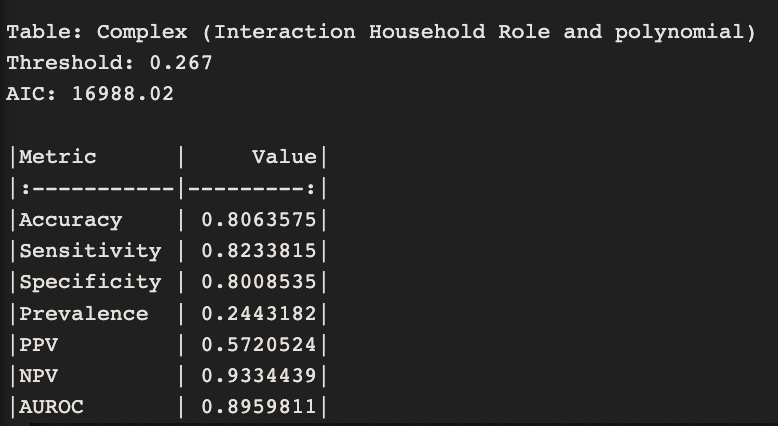 Table: Complex (Interaction Household Role and polynomial)
Threshold: 0.267
AIC: 16988.02
|Metric      |     Value|
|:-----------|---------:|
|Accuracy    | 0.8063575|
|Sensitivity | 0.8233815|
|Specificity | 0.8008535|
|Prevalence  | 0.2443182|
|PPV         | 0.5720524|
|NPV         | 0.9334439|
|AUROC       | 0.8959811|